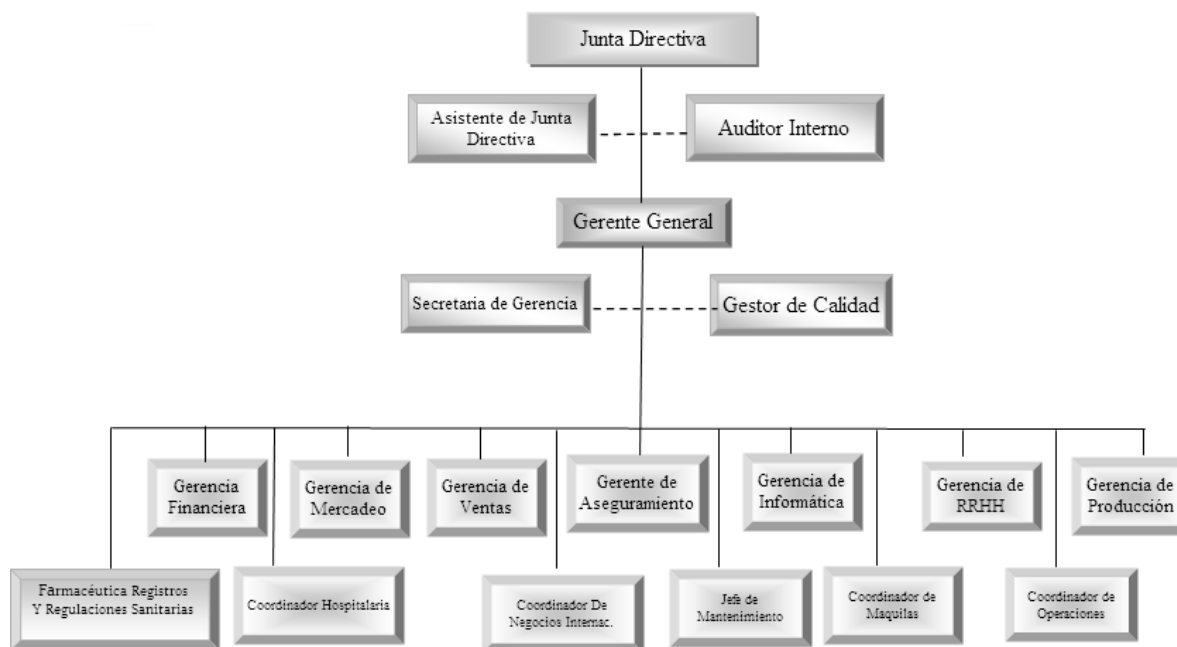 Junta Directiva
Asistente de Junta
Directiva
Auditor Interno
Gerente General
Secretaria de Gerencia
Gestor de Calidad
Gerencia
Financiera
Gerencia de
Mercadeo
Gerencia de
Ventas
Gerente de
Aseguramiento
Gerencia de
Informática
Gerencia de
RRHH
Gerencia de
Producción
Farmacéutica Registros
Y Regulaciones Sanitarias
Coordinador Hospitalaria
Coordinador De
Negocios Internac.
Jefe de
Mantenimiento
Coordinador de
Maquilas
Coordinador de
Operaciones